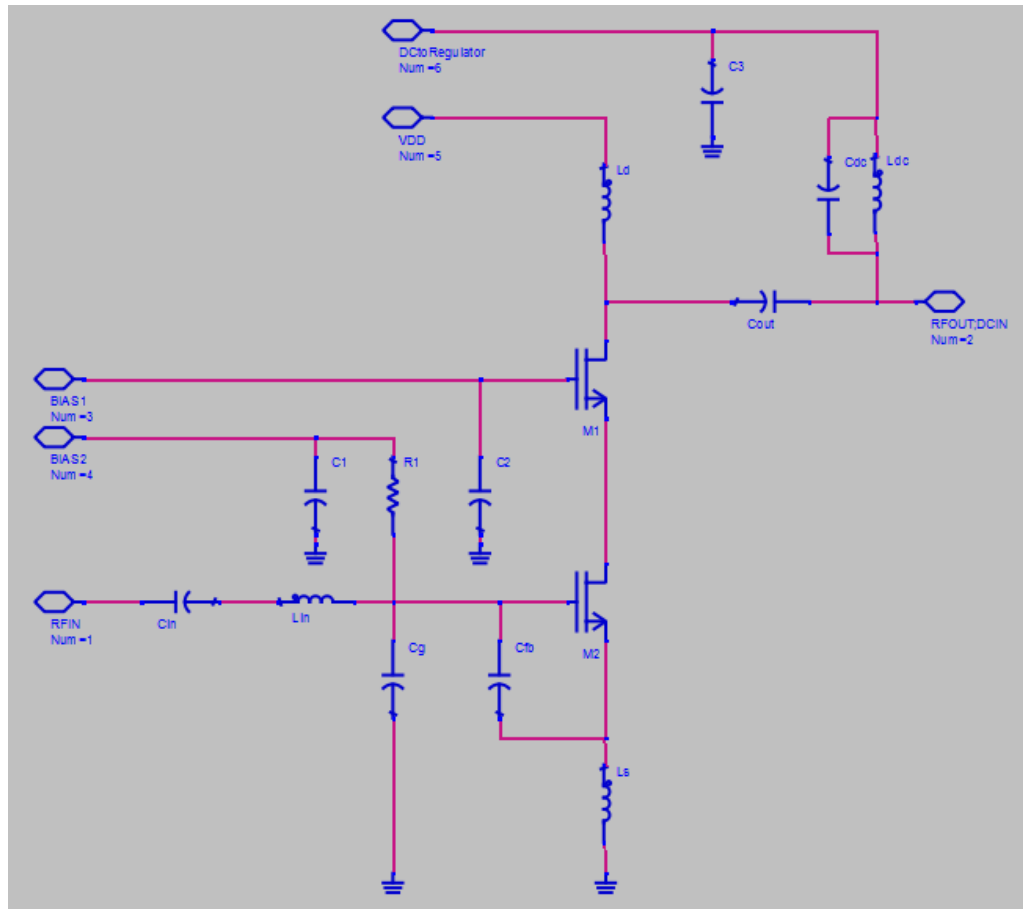 DCtoRegulator
Num=6
C3
VDD
Num=5
Ld
Cdc
Ldc
Cout
RFOUT;DCIN
Num=2
BIAS1
Num=3
M1
BIAS2
Num=4
C1
R1
C2
RFIN
Num=1
Cin
Lin
Cg
Cfb
M2
Ls